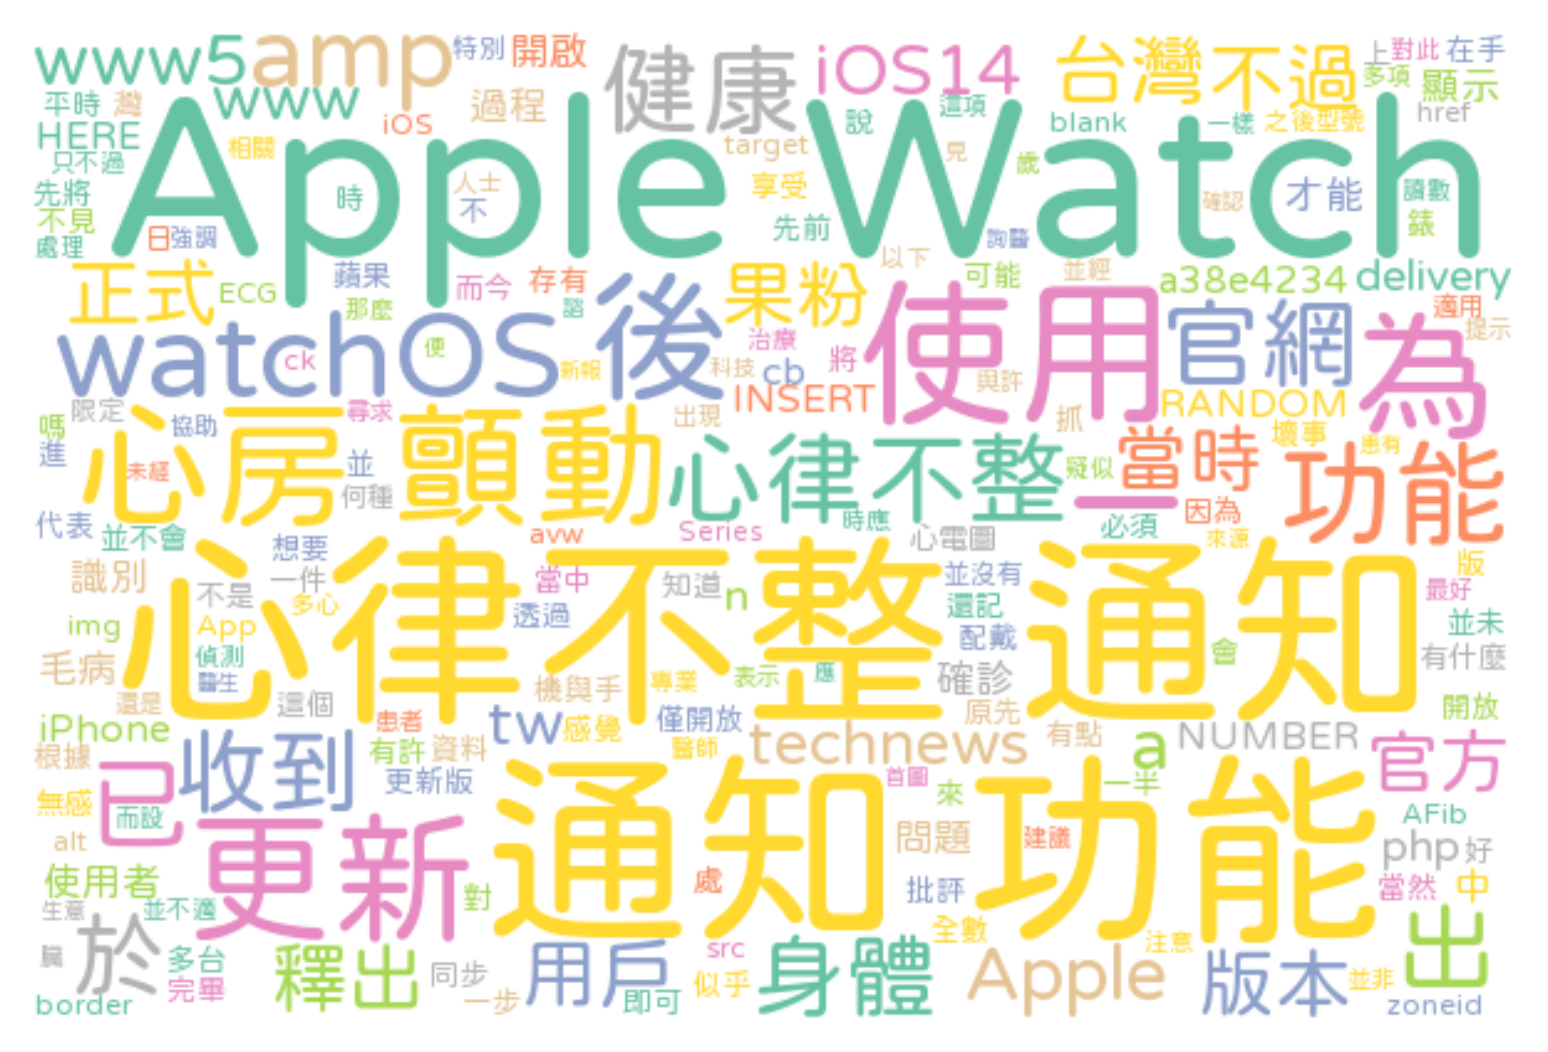 www5 amp 特別 開啟 健康 iOS14 台灣 不過 上 對此 在手
平時 灣 www iOS 過程 說 這項 blank 一樣 之後型號 多項 顯示 href
HERE 相關 target 見 歲
只不過 Apple Watch
先將 時 人士 不 享受 確認 才能 讀數
不見 日 強調 先前 詢醫 錶
處理 以下
正式 ECG 蘋果 而今 存有 果粉 可能 並經 a38e4234 delivery
那麼 諮 後 使用 官網 適用 為 提示
watchOS ck 便 新報 治療 科技 cb 將 與許
嗎 限定 協助 尋求 出現 INSERT 抓 RANDOM 壞事 患有
進 心房 顫動 心律不整 疑似 一 當時 功能
未經 並 何種
代表 並不會 avw Series 時應 心電圖 必須 因為 來源
識別 想要 一件 當中 知道 n 並沒有 版 最好
不是 多心 透過 還記
img App 心律不整 通知 配戴 會 並未
毛病 偵測 醫生 機與手 專業 表示 應 確診 有什麼
還是 這個 原先 開放
iPhone 患者 tw 感覺 僅開放 醫師 technews 有點 a NUMBER 官方
根據 已 收到 有許 資料 更新版 首圖 來 一半
無感 而設 AFib
alt 更新 通知 功能 問題 建議 php 好
使用者 對 處 批評 當然 中
生意 並不適 全數 注意 出
臟 於 多台 釋出 同步 用戶 src 似乎 身體 Apple 版本 並非
完畢 一步 即可
border zoneid